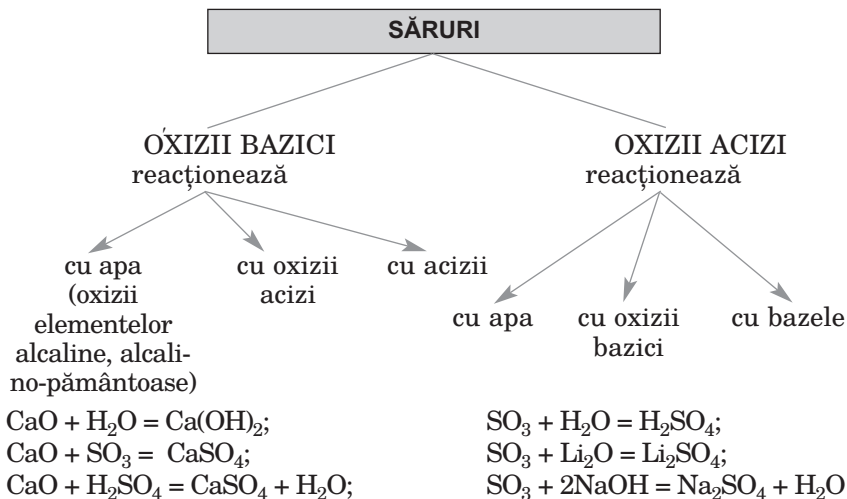 SĂRURI
OXIZII BAZICI
reacționează
cu apa
(oxizii
elementelor
alcaline, alcali-
no-pământoase)
cu oxizii
acizi
cu acizii
OXIZII ACIZI
reacționează
cu apa
cu oxizii
bazici
cu bazele
CaO + H₂O = Ca(OH)₂;
CaO + SO₃ = CaSO₄;
CaO + H₂SO₄ = CaSO₄ + H₂O;
SO₃ + H₂O = H₂SO₄;
SO₃ + Li₂O = Li₂SO₄;
SO₃ + 2NaOH = Na₂SO₄ + H₂O